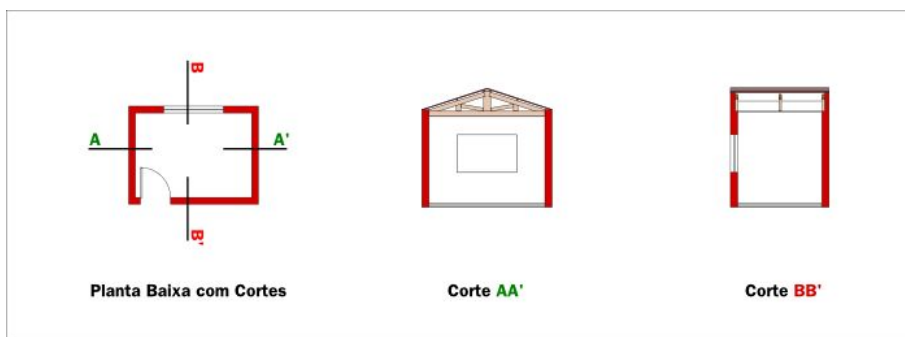 B
A
A'
B'
Planta Baixa com Cortes
Corte AA'
Corte BB'